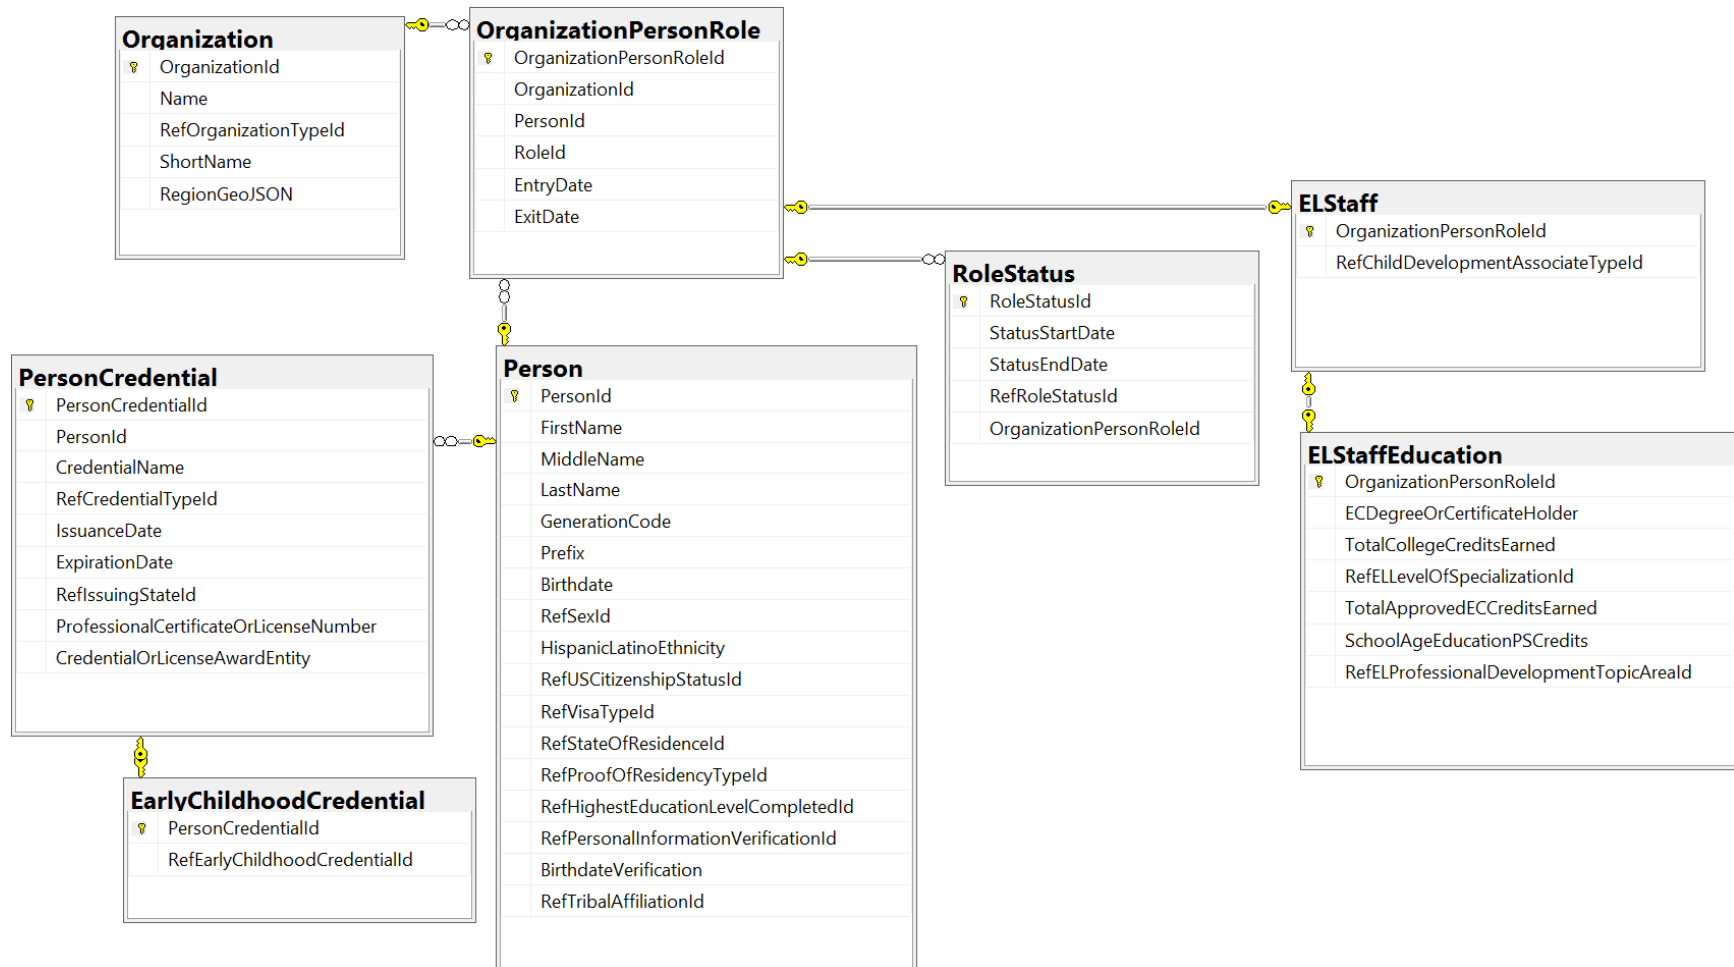 Organization
OrganizationId
Name
RefOrganizationTypeId
ShortName
RegionGeoJSON
OrganizationPersonRole
OrganizationPersonRoleId
OrganizationId
PersonId
RoleId
EntryDate
ExitDate
ELStaff
OrganizationPersonRoleId
RefChildDevelopmentAssociateTypeId
RoleStatus
RoleStatusId
StatusStartDate
StatusEndDate
RefRoleStatusId
OrganizationPersonRoleId
PersonCredential
PersonCredentialId
PersonId
CredentialName
RefCredentialTypeId
IssuanceDate
ExpirationDate
RefIssuingStateId
ProfessionalCertificateOrLicenseNumber
CredentialOrLicenseAwardEntity
Person
PersonId
FirstName
MiddleName
LastName
GenerationCode
Prefix
Birthdate
RefSexId
HispanicLatinoEthnicity
RefUSCitizenshipStatusId
RefVisaTypeId
RefStateOfResidenceId
RefProofOfResidencyTypeId
RefHighestEducationLevelCompletedId
RefPersonalInformationVerificationId
BirthdateVerification
RefTribalAffiliationId
ELStaffEducation
OrganizationPersonRoleId
ECDegreeOrCertificateHolder
TotalCollegeCreditsEarned
RefELLevelOfSpecializationId
TotalApprovedECCreditsEarned
SchoolAgeEducationPSCredits
RefELProfessionalDevelopmentTopicAreaId
EarlyChildhoodCredential
PersonCredentialId
RefEarlyChildhoodCredentialId